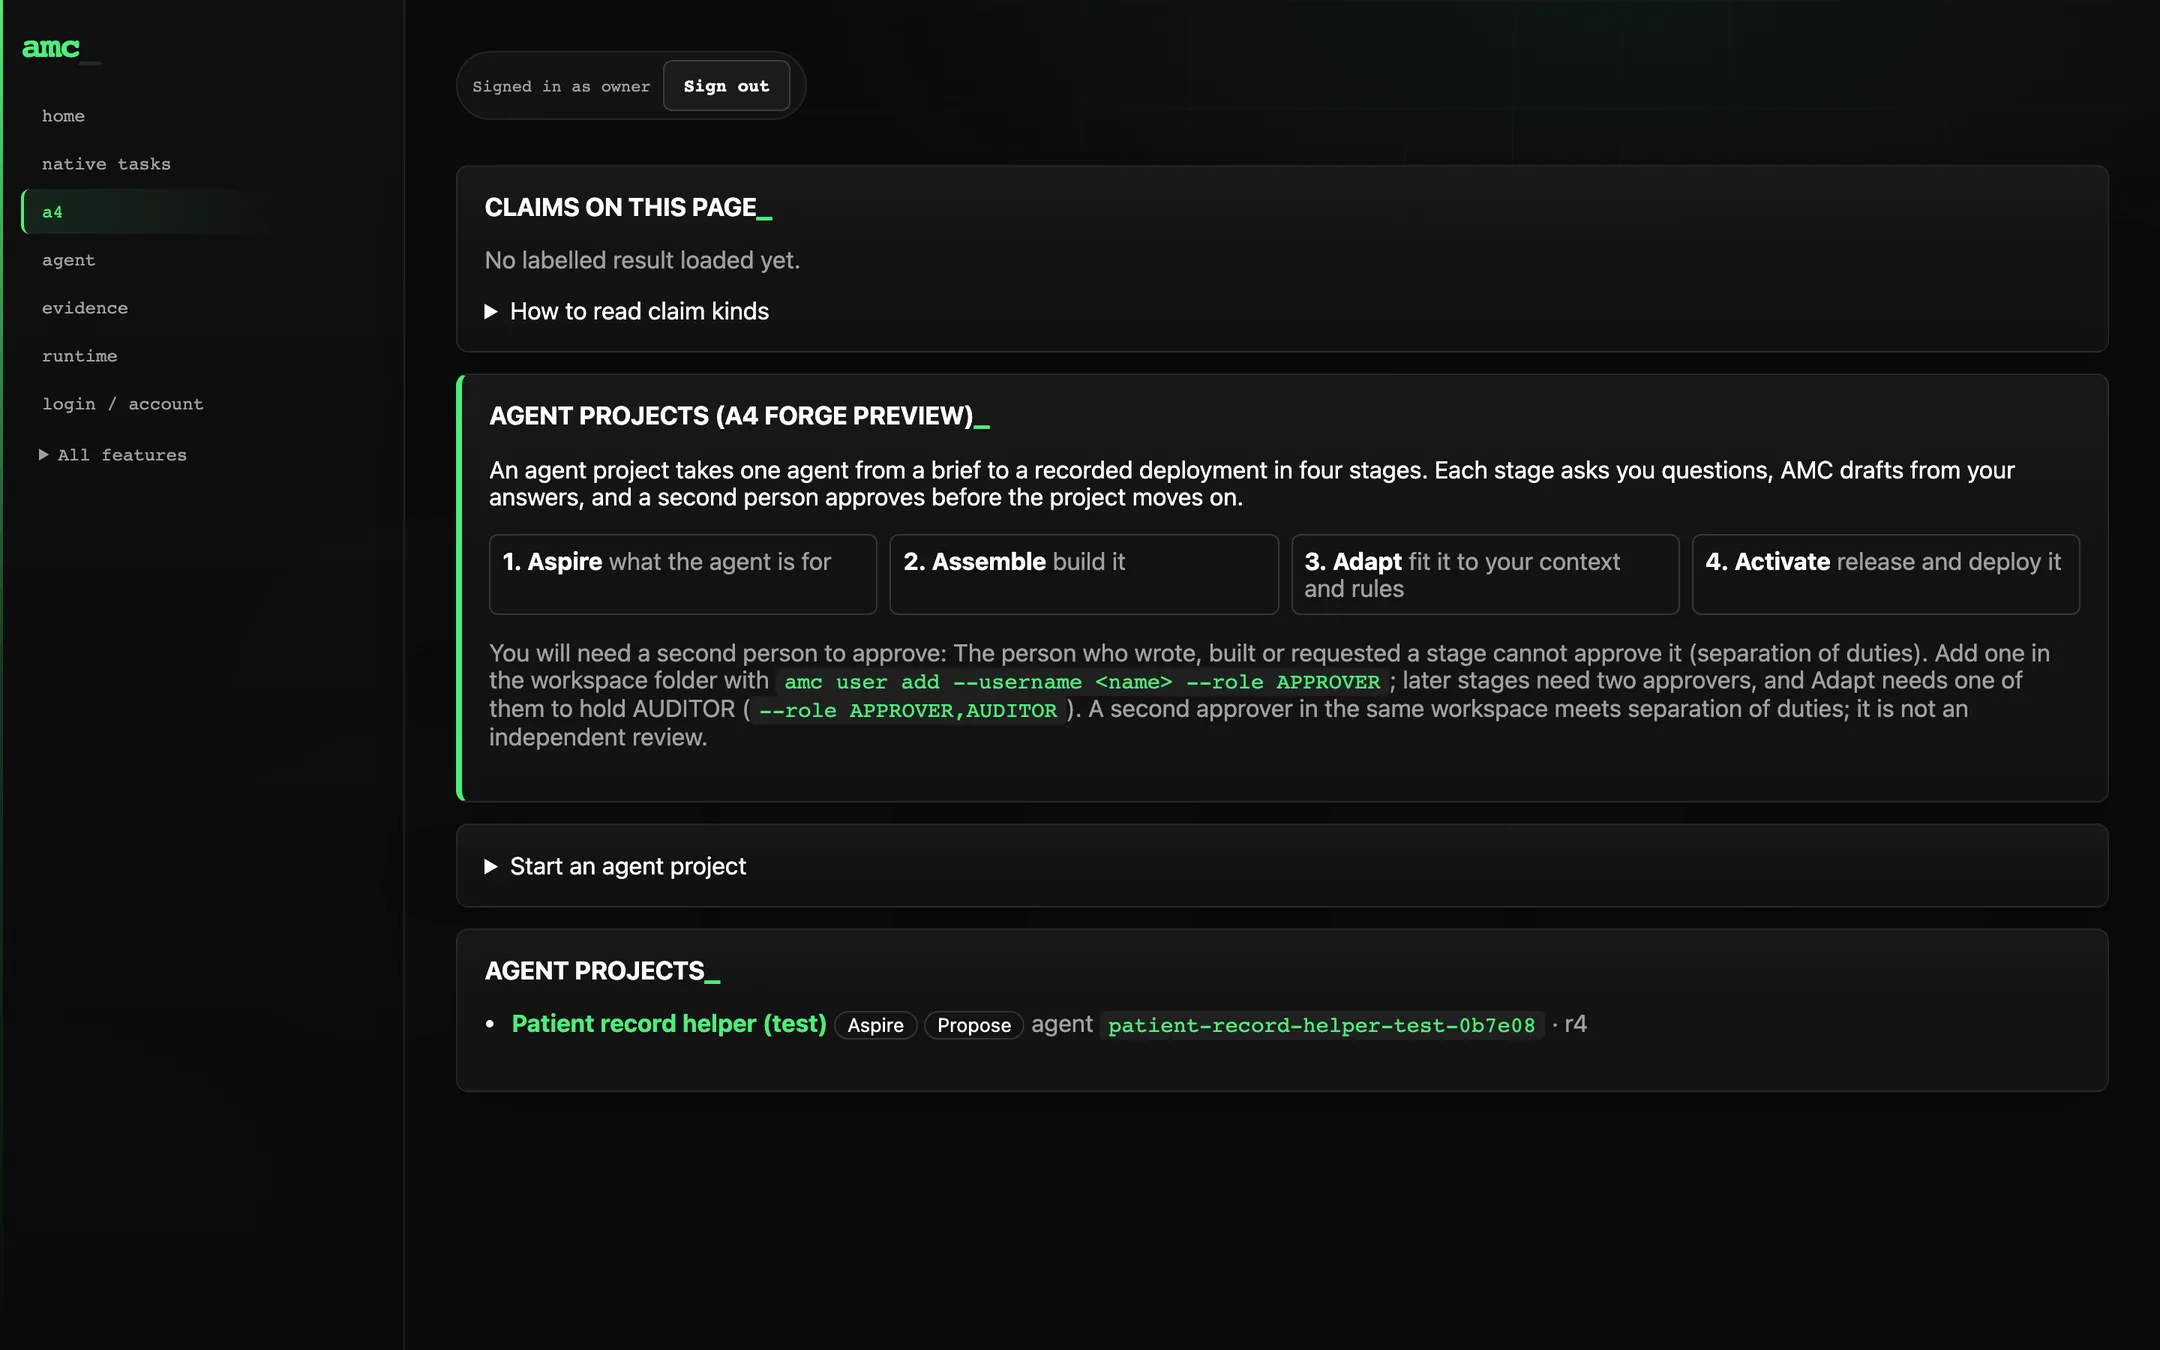 amc_
home
native tasks
a4
agent
evidence
runtime
login / account
▶ All features
Signed in as owner Sign out
CLAIMS ON THIS PAGE_
No labelled result loaded yet.
▶ How to read claim kinds
AGENT PROJECTS (A4 FORGE PREVIEW)_
An agent project takes one agent from a brief to a recorded deployment in four stages. Each stage asks you questions, AMC drafts from your
answers, and a second person approves before the project moves on.
1. Aspire what the agent is for
2. Assemble build it
3. Adapt fit it to your context
and rules
4. Activate release and deploy it
You will need a second person to approve: The person who wrote, built or requested a stage cannot approve it (separation of duties). Add one in
the workspace folder with amc user add --username <name> --role APPROVER ; later stages need two approvers, and Adapt needs one of
them to hold AUDITOR ( --role APPROVER,AUDITOR ). A second approver in the same workspace meets separation of duties; it is not an
independent review.
▶ Start an agent project
AGENT PROJECTS_
• Patient record helper (test) Aspire Propose agent patient-record-helper-test-0b7e08 · r4